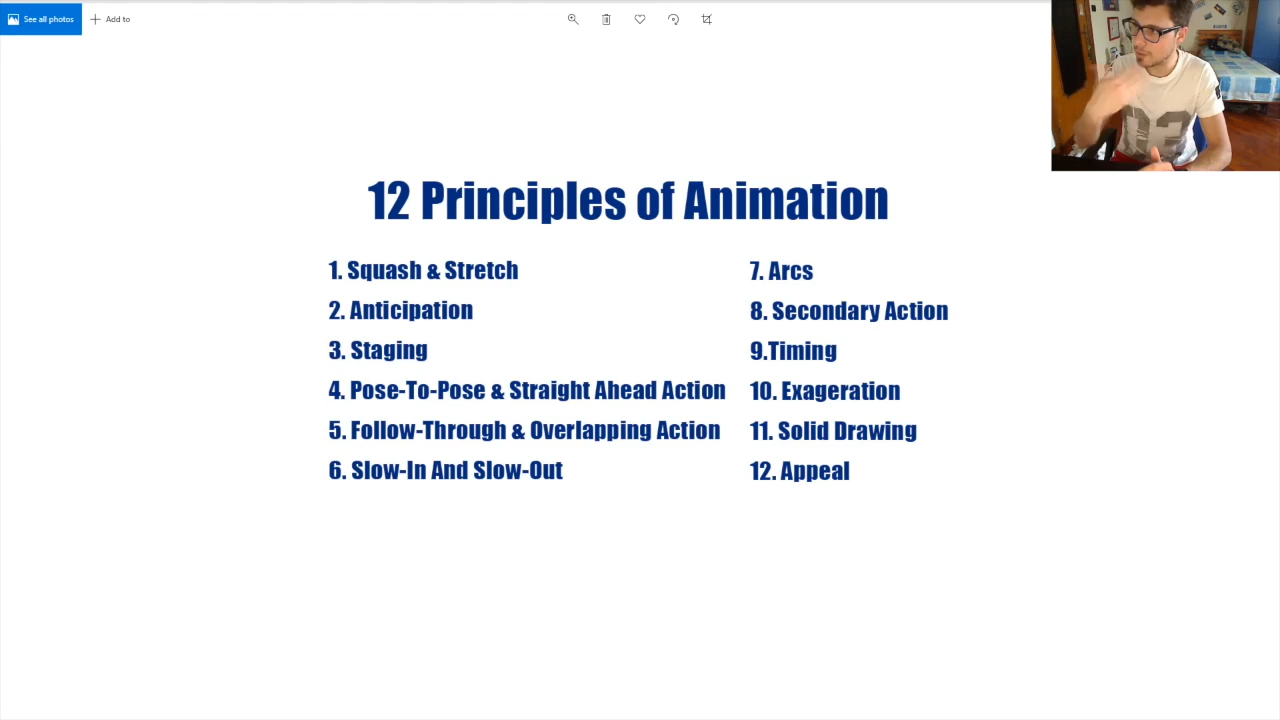 See all photos
Add to
12 Principles of Animation
1. Squash & Stretch
2. Anticipation
3. Staging
4. Pose-To-Pose & Straight Ahead Action
5. Follow-Through & Overlapping Action
6. Slow-In And Slow-Out
7. Arcs
8. Secondary Action
9.Timing
10. Exageration
11. Solid Drawing
12. Appeal
03